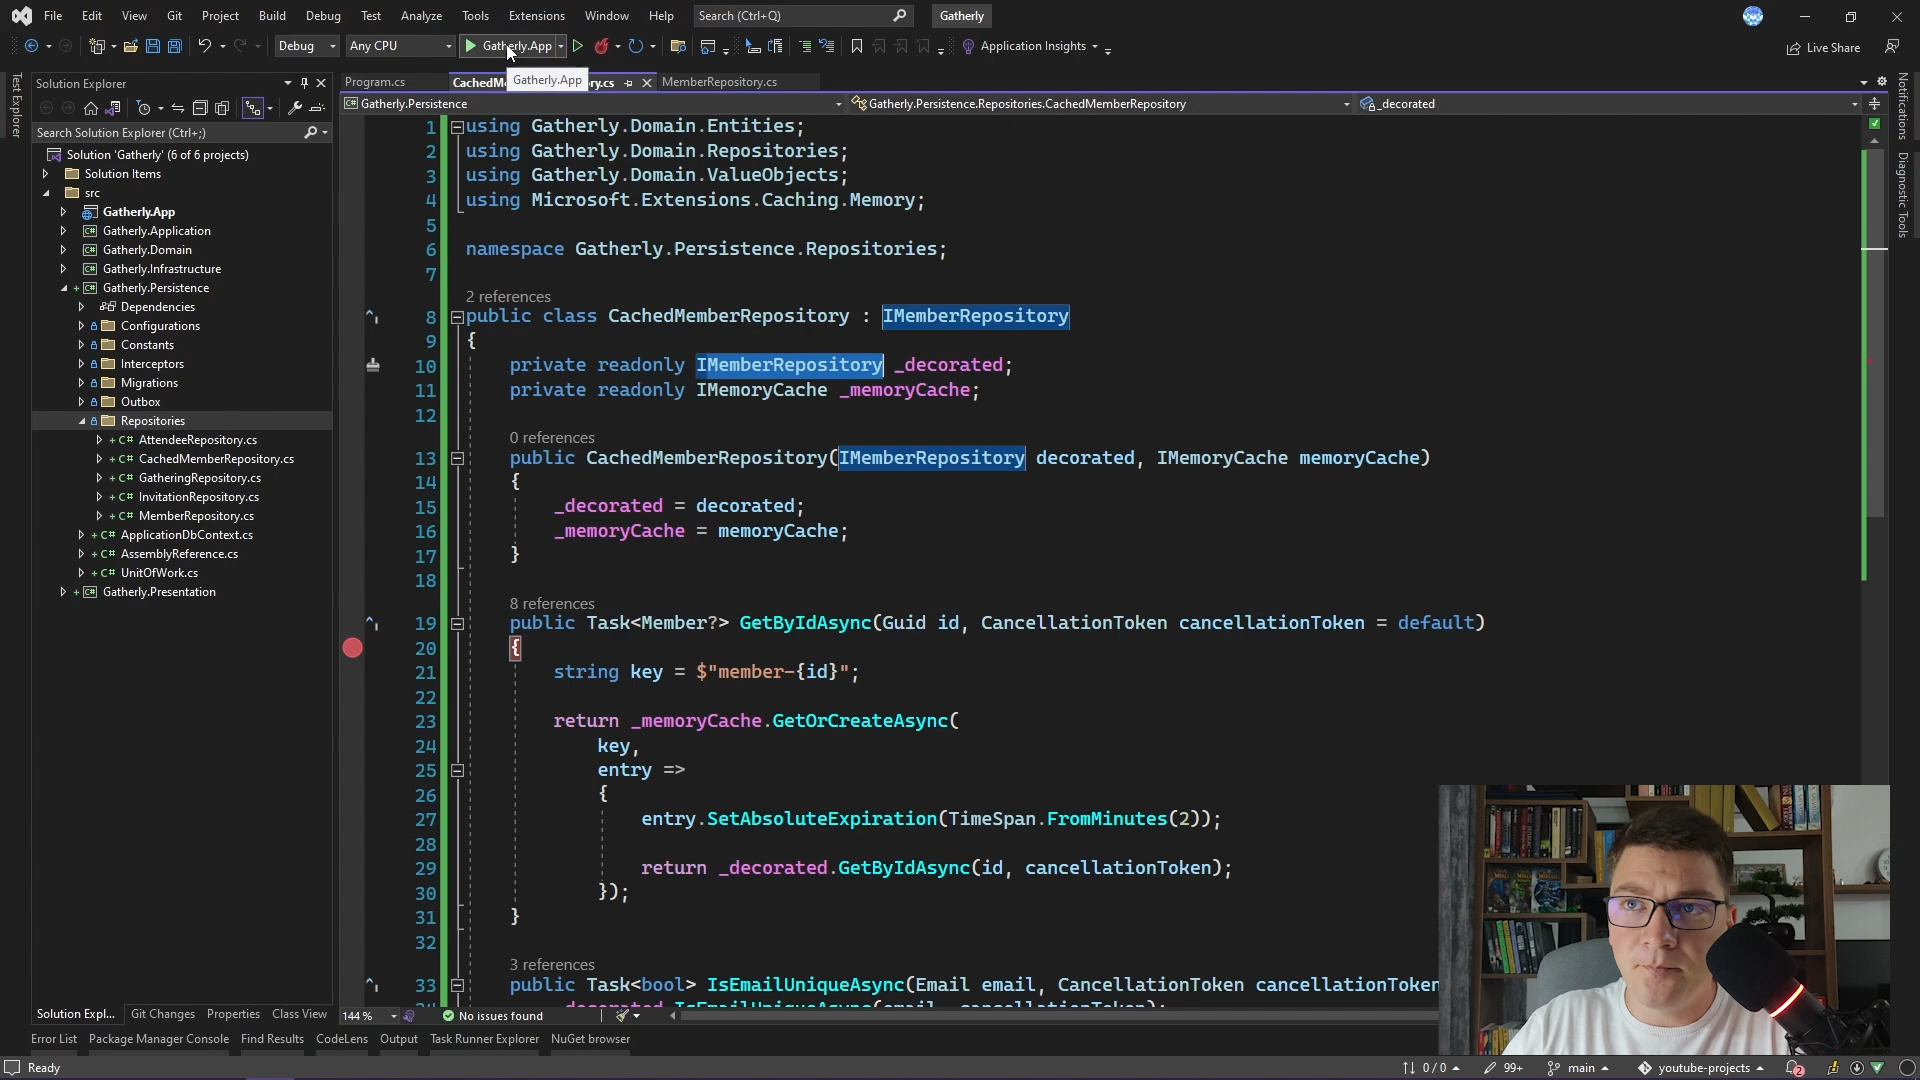 File Edit View Git Project Build Debug Test Analyze Tools Extensions Window Help Search (Ctrl+Q) Gatherly
Debug Any CPU Gatherly.App Application Insights Live Share
Gatherly.App
Solution Explorer
Program.cs CachedMe ry.cs MemberRepository.cs
Gatherly.Persistence Gatherly.Persistence.Repositories.CachedMemberRepository _decorated
Search Solution Explorer (Ctrl+;)
Solution 'Gatherly' (6 of 6 projects)
Solution Items
src
Gatherly.App
Gatherly.Application
Gatherly.Domain
Gatherly.Infrastructure
Gatherly.Persistence
Dependencies
Configurations
Constants
Interceptors
Migrations
Outbox
Repositories
C# AttendeeRepository.cs
C# CachedMemberRepository.cs
C# GatheringRepository.cs
C# InvitationRepository.cs
C# MemberRepository.cs
C# ApplicationDbContext.cs
C# AssemblyReference.cs
C# UnitOfWork.cs
Gatherly.Presentation
Test Explorer
Notifications
Diagnostic Tools
1 using Gatherly.Domain.Entities;
2 using Gatherly.Domain.Repositories;
3 using Gatherly.Domain.ValueObjects;
4 using Microsoft.Extensions.Caching.Memory;
5
6 namespace Gatherly.Persistence.Repositories;
7
2 references
8 public class CachedMemberRepository : IMemberRepository
9 {
10 private readonly IMemberRepository _decorated;
11 private readonly IMemoryCache _memoryCache;
12
0 references
13 public CachedMemberRepository(IMemberRepository decorated, IMemoryCache memoryCache)
14 {
15 _decorated = decorated;
16 _memoryCache = memoryCache;
17 }
18
8 references
19 public Task<Member?> GetByIdAsync(Guid id, CancellationToken cancellationToken = default)
20 {
21 string key = $"member-{id}";
22
23 return _memoryCache.GetOrCreateAsync(
24 key,
25 entry =>
26 {
27 entry.SetAbsoluteExpiration(TimeSpan.FromMinutes(2));
28
29 return _decorated.GetByIdAsync(id, cancellationToken);
30 });
31 }
32
3 references
33 public Task<bool> IsEmailUniqueAsync(Email email, CancellationToken cancellationToken
Solution Expl... Git Changes Properties Class View 144 % No issues found
Error List Package Manager Console Find Results CodeLens Output Task Runner Explorer NuGet browser
Ready 0 / 0 99+ main youtube-projects 2